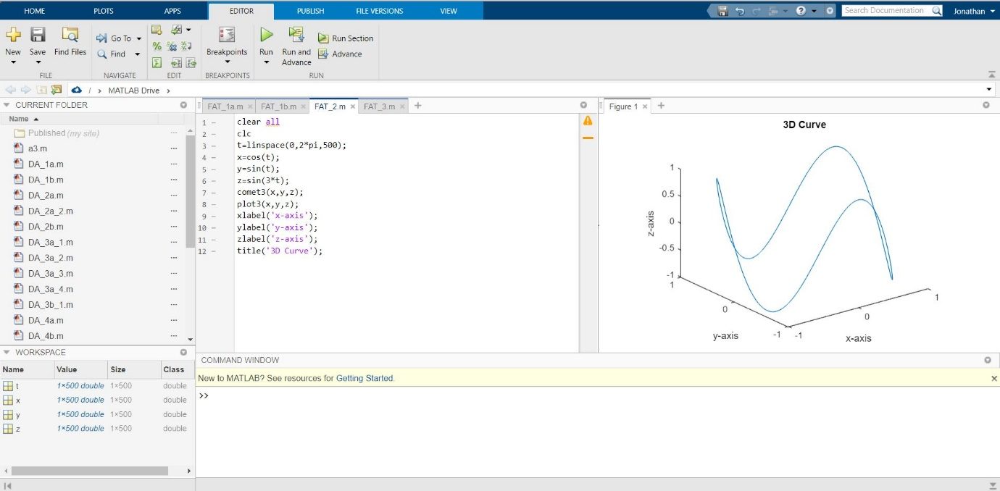 HOME PLOTS APPS EDITOR PUBLISH FILE VERSIONS VIEW
Search Documentation Jonathan
New Save Find Files
Go To
Find
Breakpoints
Run Run and Advance
Run Section
Advance
FILE NAVIGATE EDIT BREAKPOINTS RUN
/ > MATLAB Drive >
CURRENT FOLDER
Name
Published (my site)
a3.m
DA_1a.m
DA_1b.m
DA_2a.m
DA_2a_2.m
DA_2b.m
DA_3a_1.m
DA_3a_2.m
DA_3a_3.m
DA_3a_4.m
DA_3b_1.m
DA_4a.m
DA_4b.m
WORKSPACE
Name Value Size Class
t 1×500 double 1×500 double
x 1×500 double 1×500 double
y 1×500 double 1×500 double
z 1×500 double 1×500 double
FAT_1a.m × FAT_1b.m × FAT_2.m × FAT_3.m × +
1 – clear all
2 – clc
3 – t=linspace(0,2*pi,500);
4 – x=cos(t);
5 – y=sin(t);
6 – z=sin(3*t);
7 – comet3(x,y,z);
8 – plot3(x,y,z);
9 – xlabel('x-axis');
10 – ylabel('y-axis');
11 – zlabel('z-axis');
12 – title('3D Curve');
Figure 1 × +
3D Curve
1
0.5
0
-0.5
-1
z-axis
1
0
-1
y-axis
-1
0
1
x-axis
COMMAND WINDOW
New to MATLAB? See resources for Getting Started.
>>